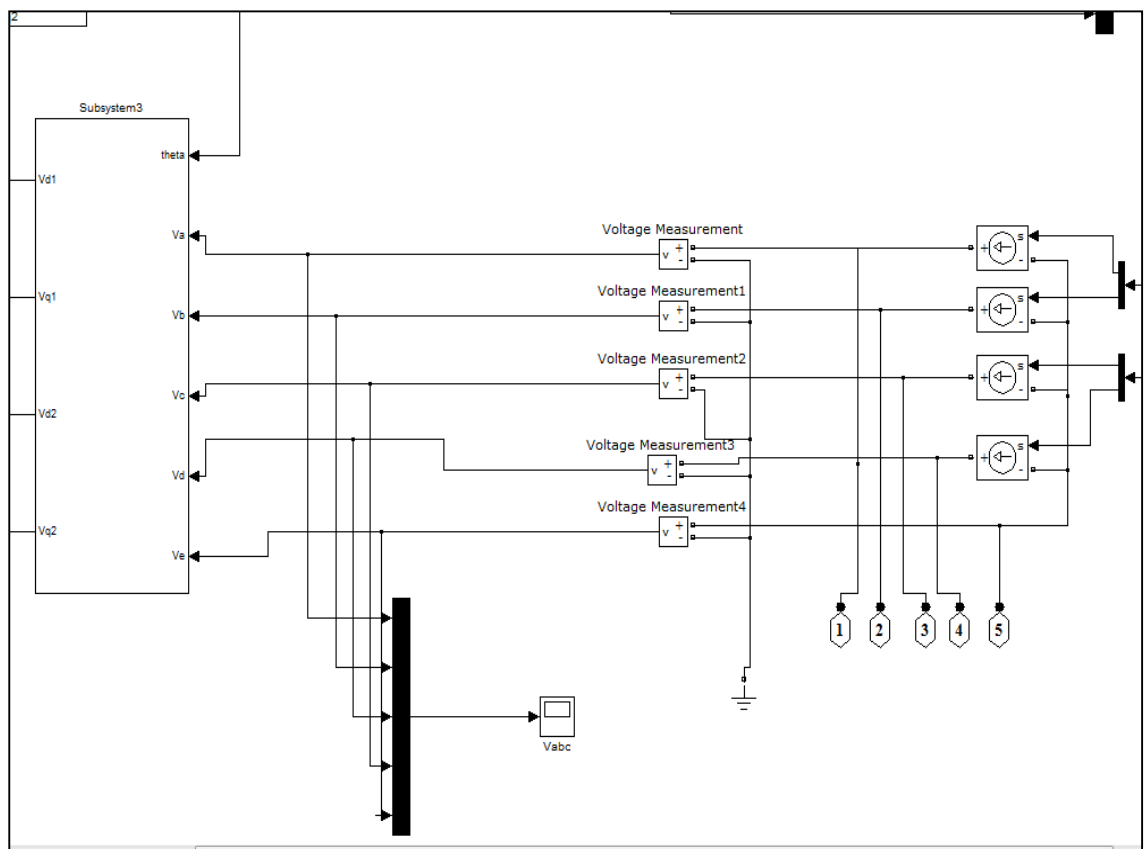 2
Subsystem3
theta
Vd1
Va
Vq1
Vb
Vc
Vd2
Vd
Vq2
Ve
Voltage Measurement
v + -
Voltage Measurement1
v + -
Voltage Measurement2
v + -
Voltage Measurement3
v + -
Voltage Measurement4
v + -
+ s -
+ s -
+ s -
+ s -
1 2 3 4 5
Vabc